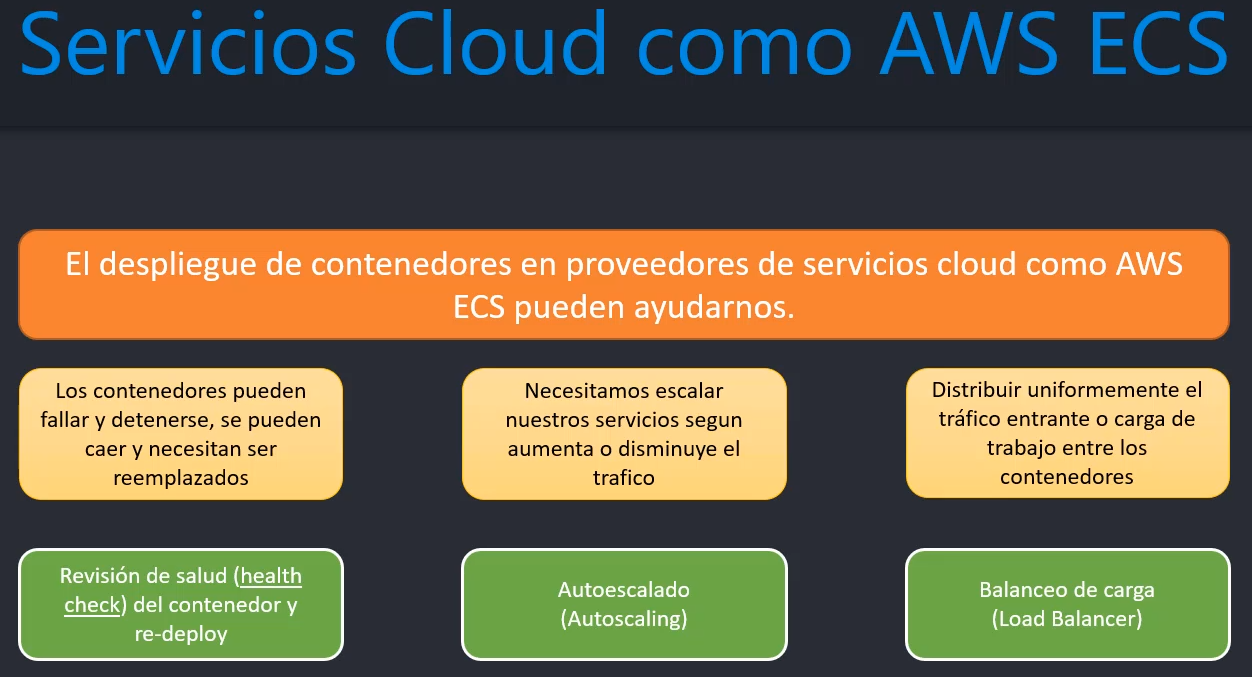 Servicios Cloud como AWS ECS
El despliegue de contenedores en proveedores de servicios cloud como AWS
ECS pueden ayudarnos.
Los contenedores pueden
fallar y detenerse, se pueden
caer y necesitan ser
reemplazados
Necesitamos escalar
nuestros servicios segun
aumenta o disminuye el
trafico
Distribuir uniformemente el
tráfico entrante o carga de
trabajo entre los
contenedores
Revisión de salud (health
check) del contenedor y
re-deploy
Autoescalado
(Autoscaling)
Balanceo de carga
(Load Balancer)